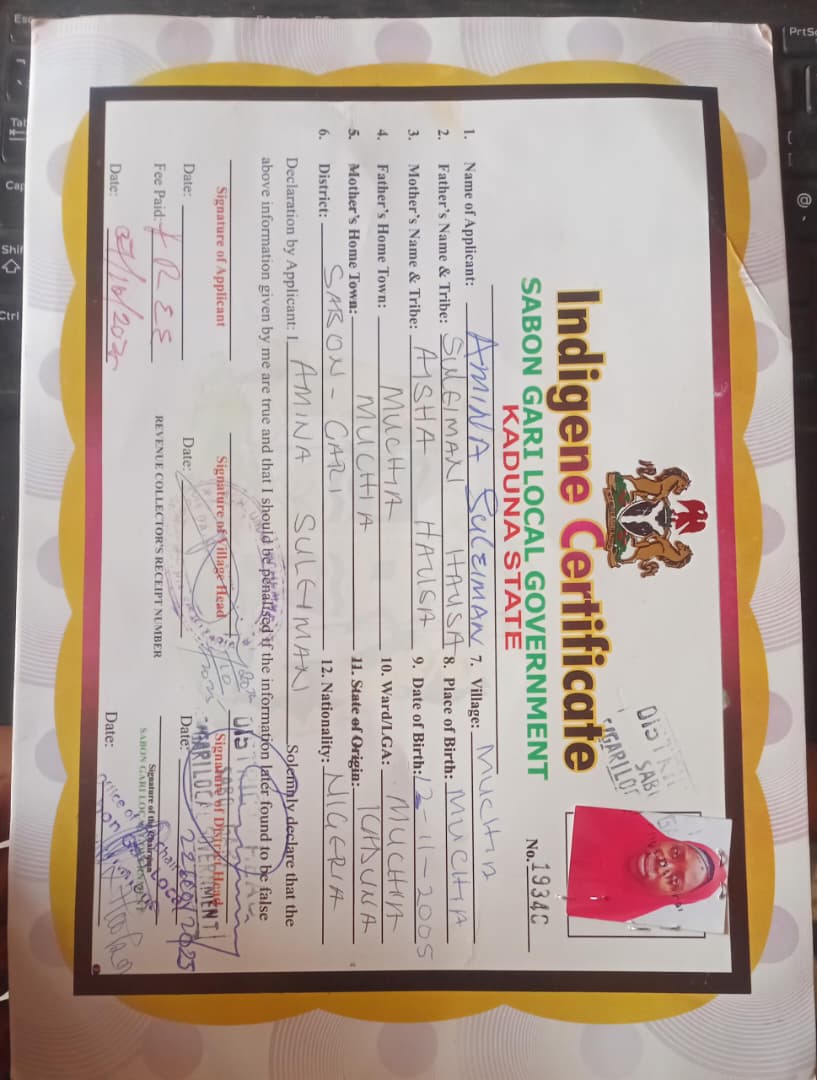 Indigene Certificate
SABON GARI LOCAL GOVERNMENT
KADUNA STATE
No. 1934C
1. Name of Applicant: AMINA SULEIMAN
2. Father's Name & Tribe: SULEIMAN HAUSA
3. Mother's Name & Tribe: AISHA HAUSA
4. Father's Home Town: MUCHIA
5. Mother's Home Town: MUCHIA
6. District: SABON-GARI
7. Village: MUCHIA
8. Place of Birth: MUCHIA
9. Date of Birth: 12-11-2005
10. Ward/LGA: MUCHIA
11. State of Origin: KADUNA
12. Nationality: NIGERIA
Declaration by Applicant: I AMINA SULEIMAN Solemnly declare that the
above information given by me are true and that I should be penalised if the information later found to be false
Signature of Applicant
Date:
Signature of Village Head
Date:
Signature of District Head
Date: 22 2025
Fee Paid:
REVENUE COLLECTOR'S RECEIPT NUMBER
Signature of the Chairman
SABON GARI LOCAL GOVERNMENT
Date:
Date:
Tab
PrtSc
@